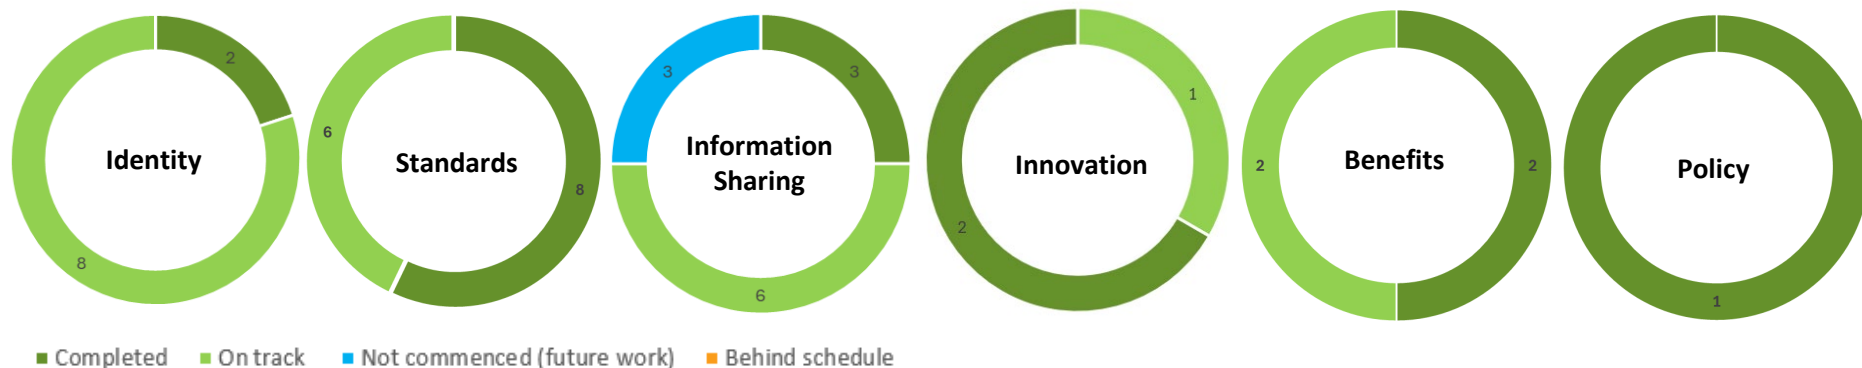 2
8
Identity
6
8
Standards
3
3
6
Information
Sharing
1
2
Innovation
2
2
Benefits
1
Policy
Completed
On track
Not commenced (future work)
Behind schedule